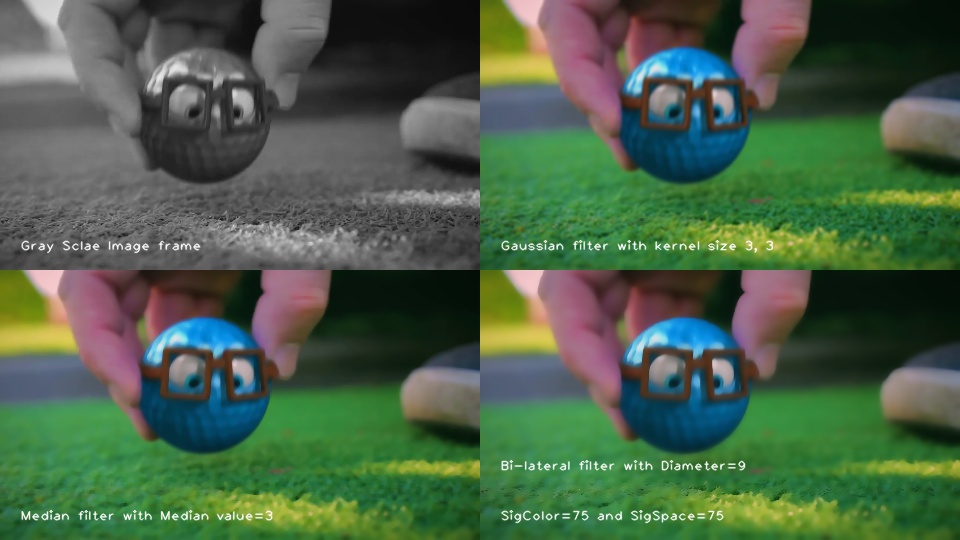 Gray Sclae Image frame
Gaussian filter with kernel size 3, 3
Median filter with Median value=3
Bi-lateral filter with Diameter=9
SigColor=75 and SigSpace=75